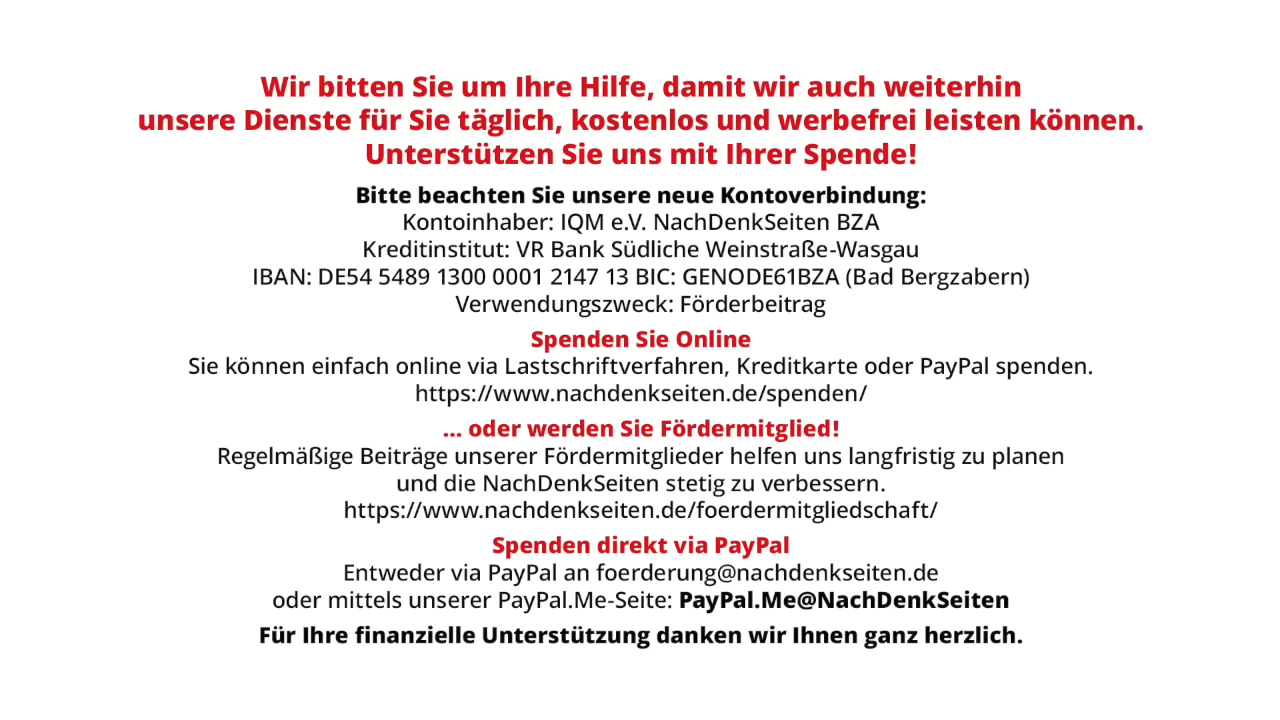 Wir bitten Sie um Ihre Hilfe, damit wir auch weiterhin
unsere Dienste für Sie täglich, kostenlos und werbefrei leisten können.
Unterstützen Sie uns mit Ihrer Spende!
Bitte beachten Sie unsere neue Kontoverbindung:
Kontoinhaber: IQM e.V. NachDenkSeiten BZA
Kreditinstitut: VR Bank Südliche Weinstraße-Wasgau
IBAN: DE54 5489 1300 0001 2147 13 BIC: GENODE61BZA (Bad Bergzabern)
Verwendungszweck: Förderbeitrag
Spenden Sie Online
Sie können einfach online via Lastschriftverfahren, Kreditkarte oder PayPal spenden.
https://www.nachdenkseiten.de/spenden/
... oder werden Sie Fördermitglied!
Regelmäßige Beiträge unserer Fördermitglieder helfen uns langfristig zu planen
und die NachDenkSeiten stetig zu verbessern.
https://www.nachdenkseiten.de/foerdermitgliedschaft/
Spenden direkt via PayPal
Entweder via PayPal an foerderung@nachdenkseiten.de
oder mittels unserer PayPal.Me-Seite: PayPal.Me@NachDenkSeiten
Für Ihre finanzielle Unterstützung danken wir Ihnen ganz herzlich.